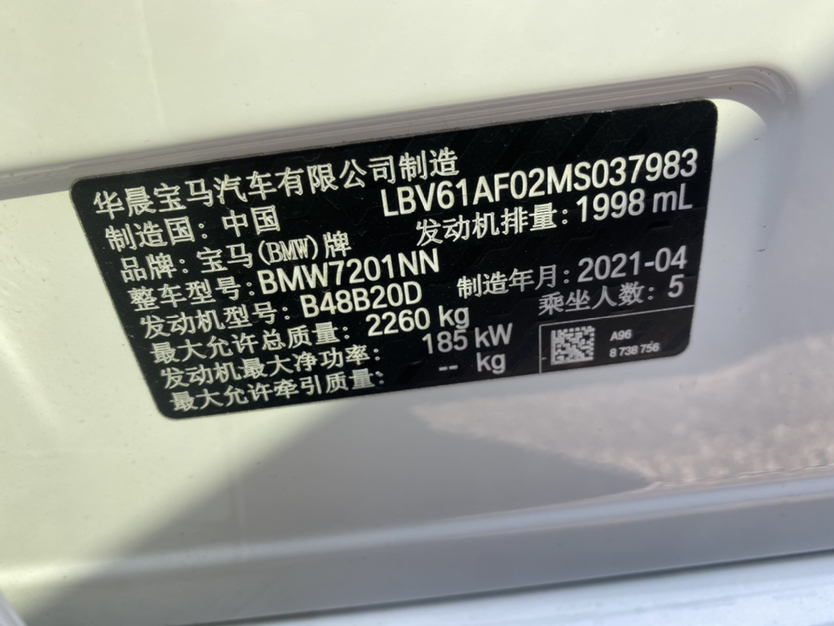 华晨宝马汽车有限公司制造
制造国: 中国 LBV61AF02MS037983
品牌: 宝马(BMW)牌 发动机排量: 1998 mL
整车型号: BMW7201NN
发动机型号: B48B20D 制造年月: 2021-04
最大允许总质量: 2260 kg 乘坐人数: 5
发动机最大净功率: 185 kW
最大允许牵引质量: -- kg
A96
8 738 756